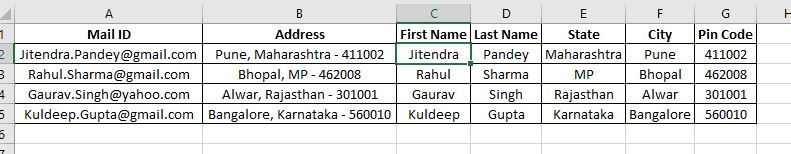 A B C D E F G H
1 Mail ID Address First Name Last Name State City Pin Code
2 Jitendra.Pandey@gmail.com Pune, Maharashtra - 411002 Jitendra Pandey Maharashtra Pune 411002
3 Rahul.Sharma@gmail.com Bhopal, MP - 462008 Rahul Sharma MP Bhopal 462008
4 Gaurav.Singh@yahoo.com Alwar, Rajasthan - 301001 Gaurav Singh Rajasthan Alwar 301001
5 Kuldeep.Gupta@gmail.com Bangalore, Karnataka - 560010 Kuldeep Gupta Karnataka Bangalore 560010
6